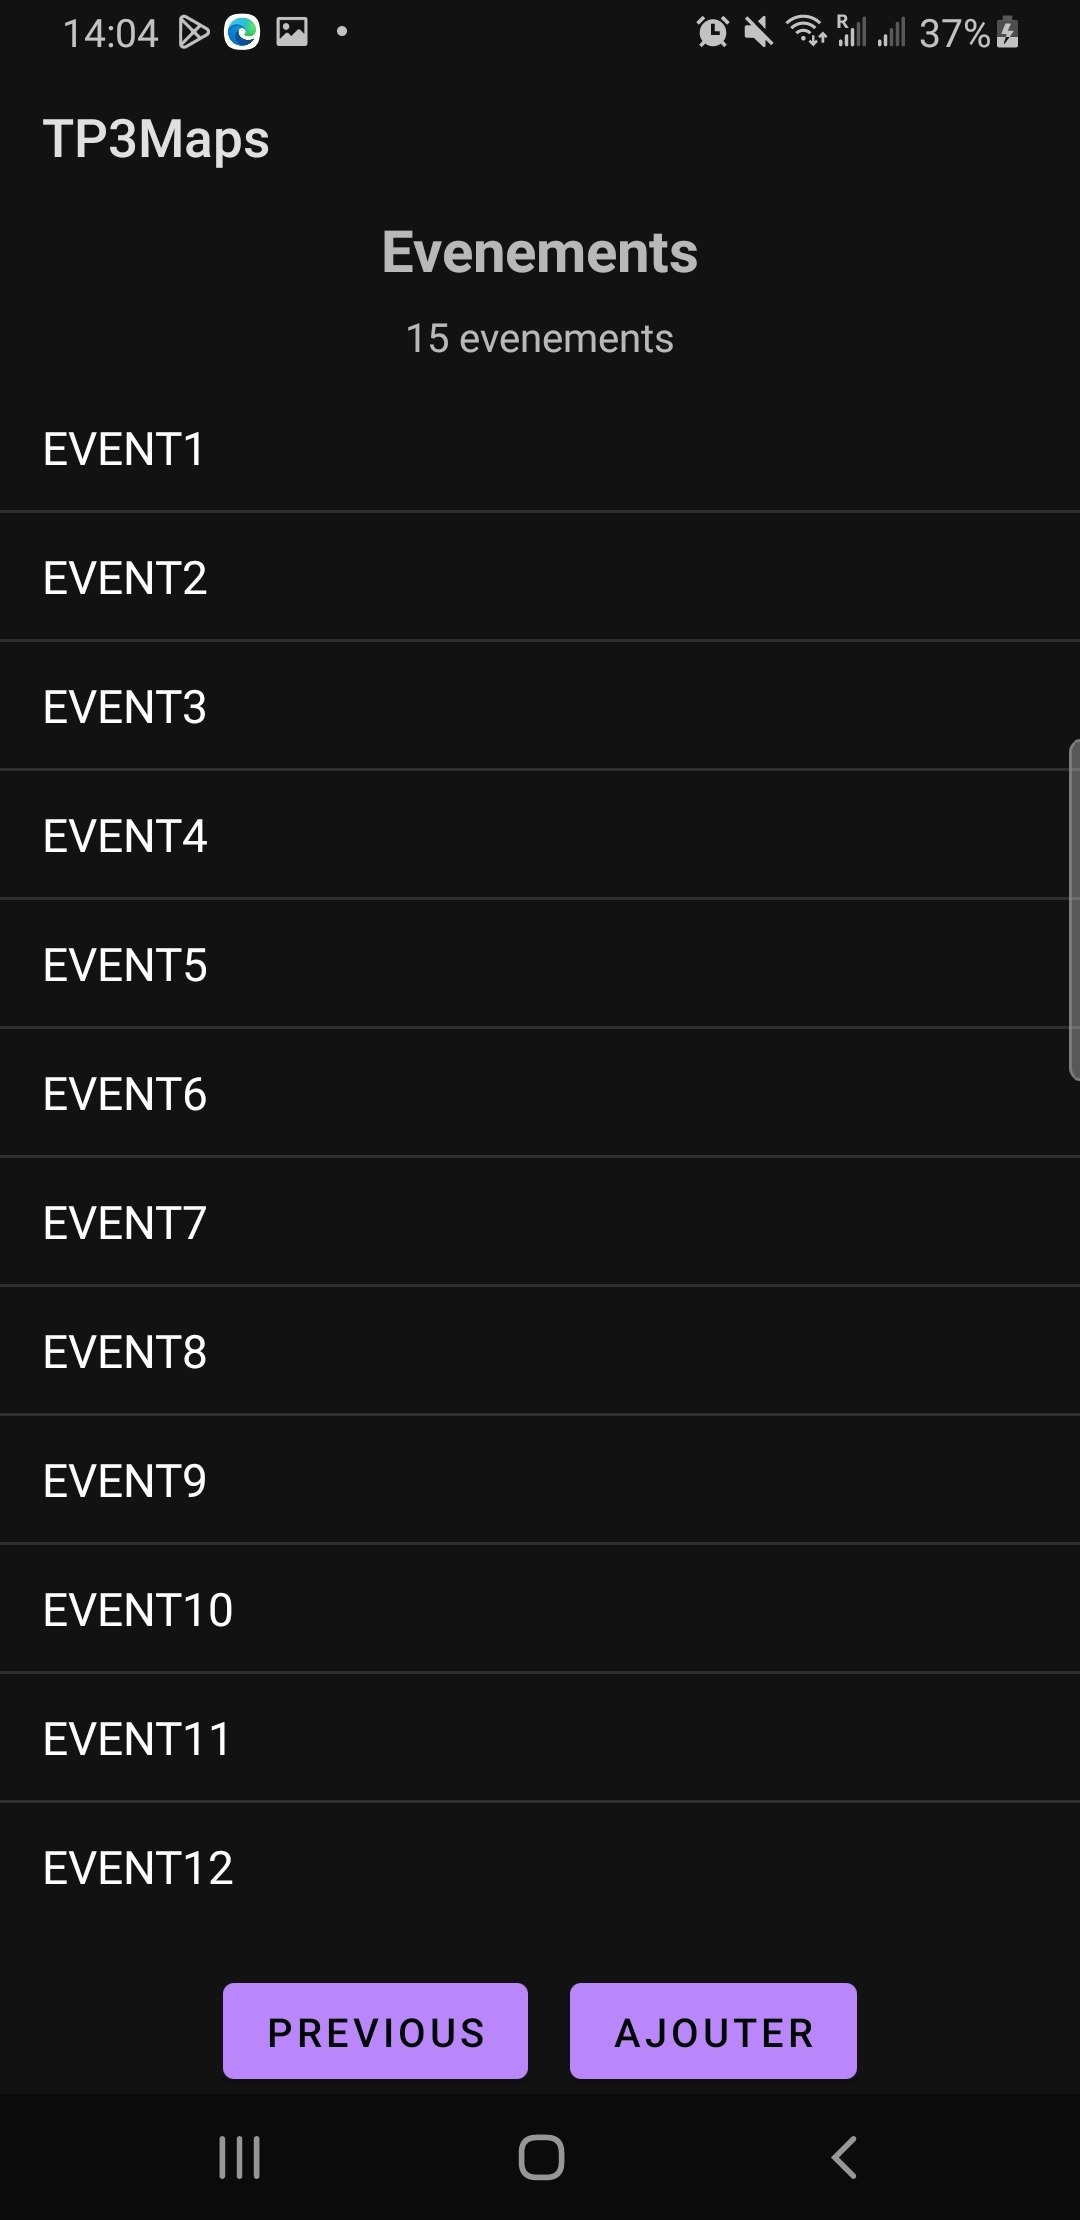 14:04 R 37%
TP3Maps
Evenements
15 evenements
EVENT1
EVENT2
EVENT3
EVENT4
EVENT5
EVENT6
EVENT7
EVENT8
EVENT9
EVENT10
EVENT11
EVENT12
PREVIOUS AJOUTER